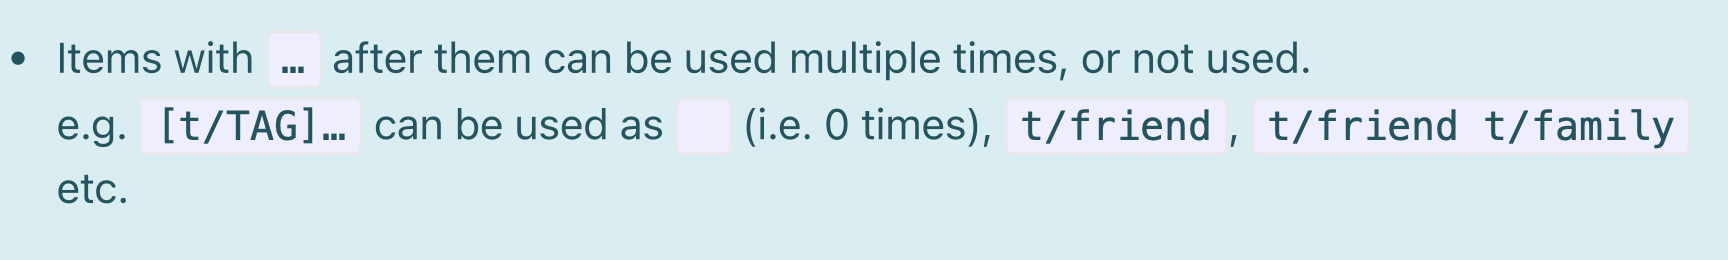 • Items with … after them can be used multiple times, or not used.
e.g. [t/TAG]… can be used as   (i.e. 0 times), t/friend, t/friend t/family
etc.